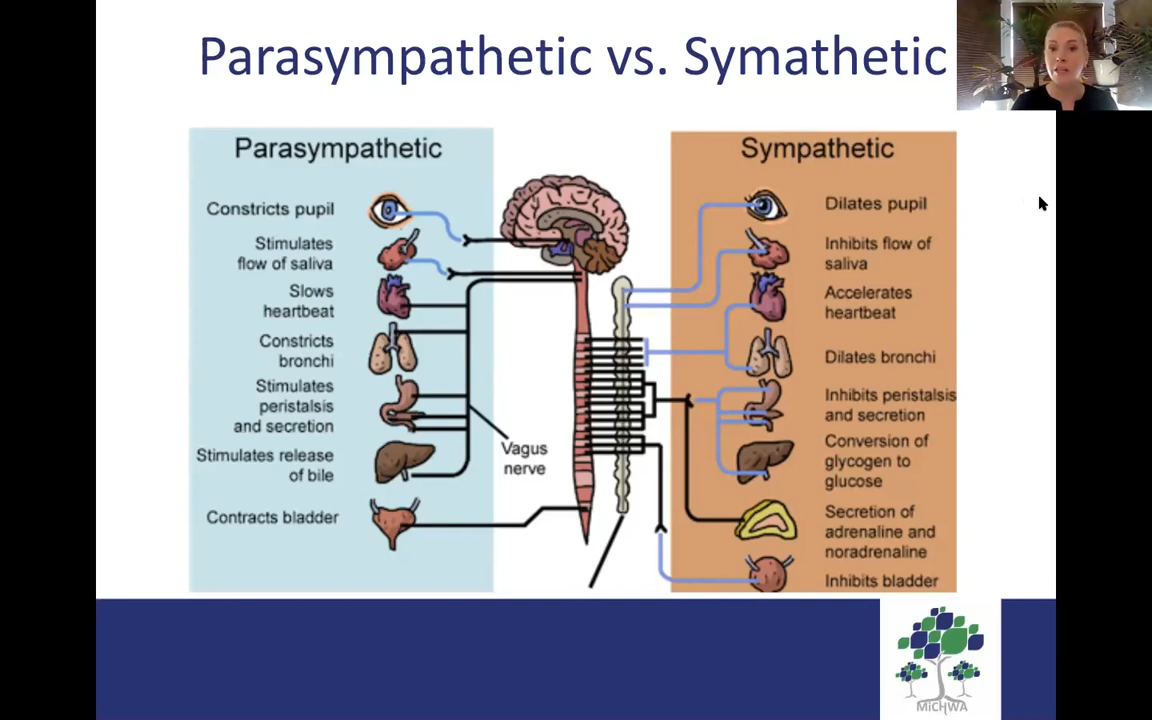 Parasympathetic vs. Symathetic
Parasympathetic
Constricts pupil
Stimulates
flow of saliva
Slows
heartbeat
Constricts
bronchi
Stimulates
peristalsis
and secretion
Stimulates release
of bile
Contracts bladder
Vagus
nerve
Sympathetic
Dilates pupil
Inhibits flow of
saliva
Accelerates
heartbeat
Dilates bronchi
Inhibits peristalsis
and secretion
Conversion of
glycogen to
glucose
Secretion of
adrenaline and
noradrenaline
Inhibits bladder
MiCHWA